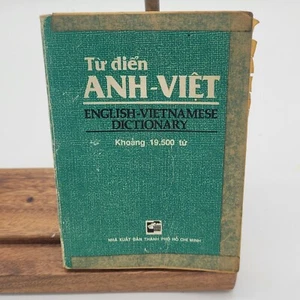 Từ điển
ANH-VIỆT
ENGLISH-VIETNAMESE
DICTIONARY
Khoảng 19.500 từ
NHÀ XUẤT BẢN THÀNH PHỐ HỒ CHÍ MINH